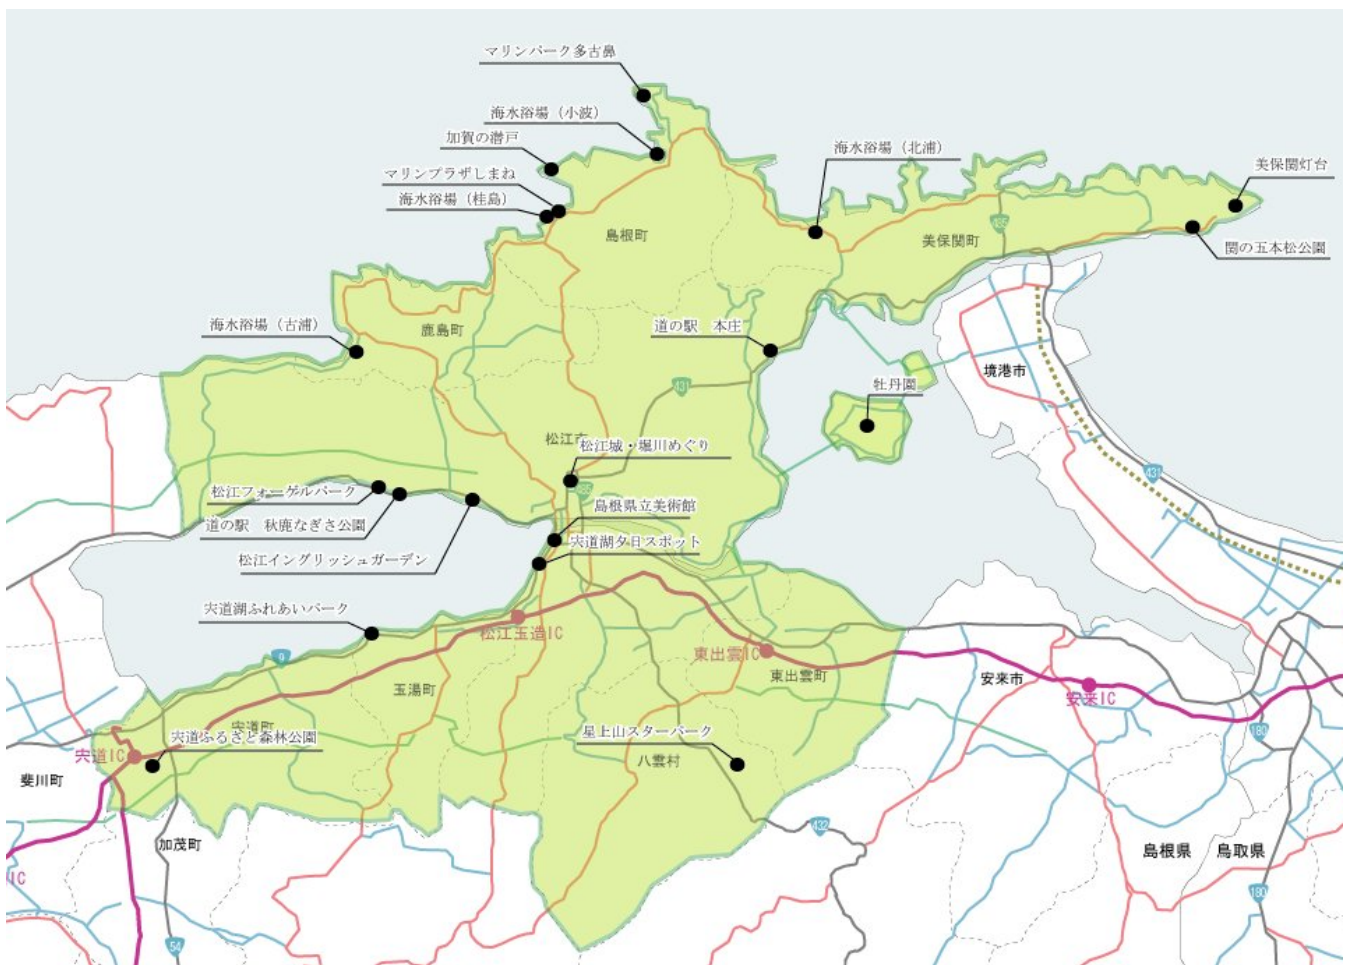 マリンパーク多古鼻
海水浴場（小波）
加賀の潜戸
海水浴場（北浦）
美保関灯台
マリンプラザしまね
海水浴場（桂島）
島根町
485
美保関町
関の五本松公園
海水浴場（古浦）
鹿島町
道の駅 本庄
境港市
431
牡丹園
松江市
松江城・堀川めぐり
431
松江フォーゲルパーク
485
島根県立美術館
道の駅 秋鹿なぎさ公園
宍道湖夕日スポット
松江イングリッシュガーデン
宍道湖ふれあいパーク
松江玉造IC
9
東出雲IC
玉湯町
東出雲町
安来市
安来IC
宍道町
宍道ふるさと森林公園
星上山スターパーク
180
宍道IC
八雲村
斐川町
432
加茂町
島根県
鳥取県
IC
180
54